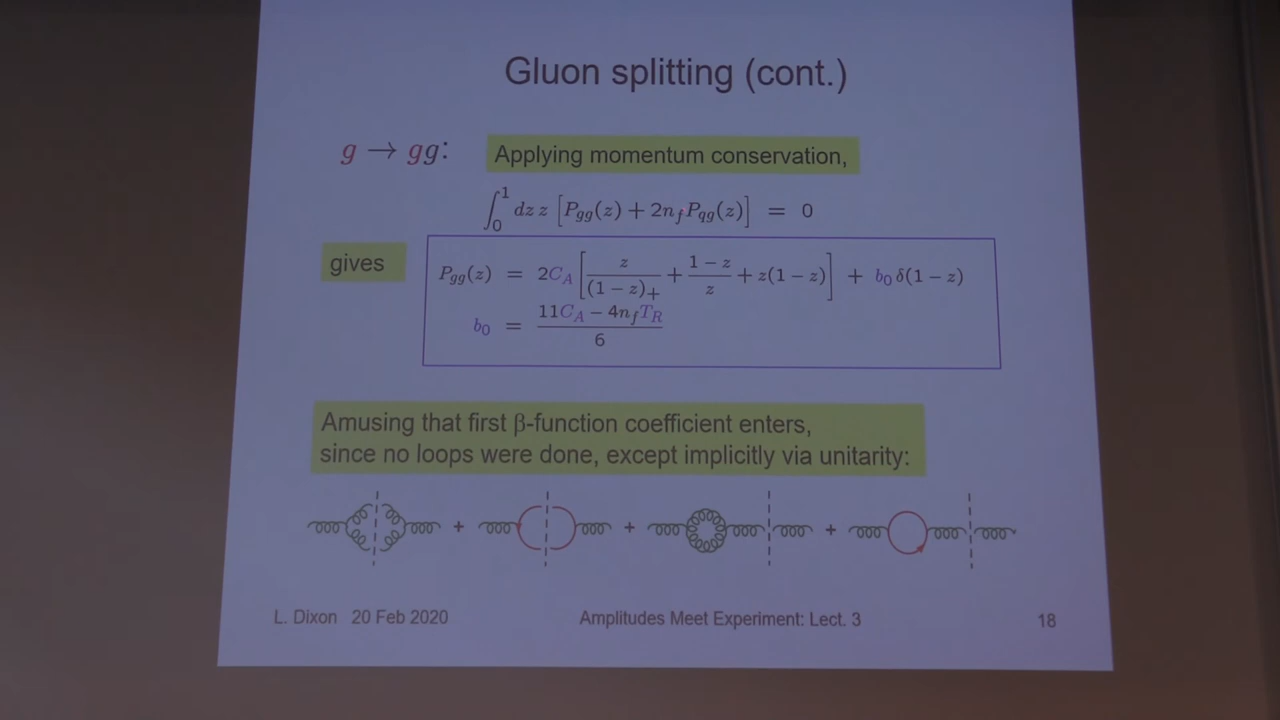 Gluon splitting (cont.)
g → gg: Applying momentum conservation,
∫₀¹ dz z [P_gg(z) + 2n_f P_qg(z)] = 0
gives
P_gg(z) = 2C_A [ z/(1 − z)₊ + (1 − z)/z + z(1 − z) ] + b₀ δ(1 − z)
b₀ = (11C_A − 4n_f T_R)/6
Amusing that first β-function coefficient enters,
since no loops were done, except implicitly via unitarity:
+ + +
L. Dixon 20 Feb 2020 Amplitudes Meet Experiment: Lect. 3 18